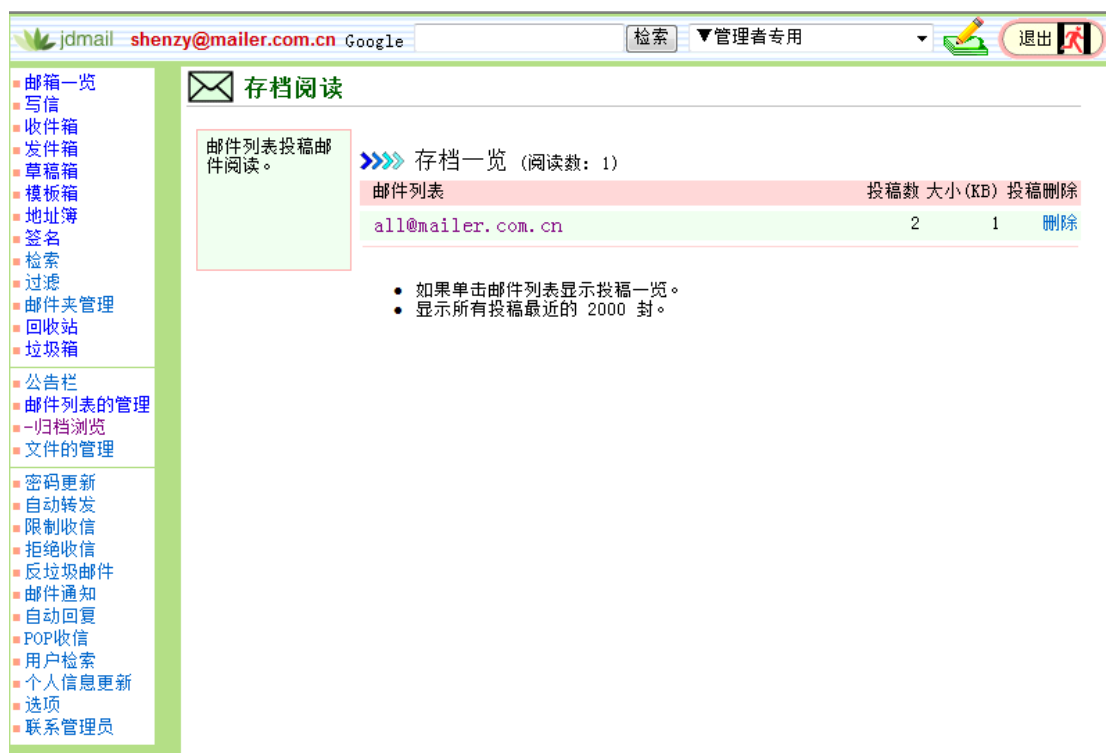 jdmail shenzy@mailer.com.cn Google 检索 ▼管理者专用 退出
邮箱一览
写信
收件箱
发件箱
草稿箱
模板箱
地址簿
签名
检索
过滤
邮件夹管理
回收站
垃圾箱
公告栏
邮件列表的管理
-归档浏览
文件的管理
密码更新
自动转发
限制收信
拒绝收信
反垃圾邮件
邮件通知
自动回复
POP收信
用户检索
个人信息更新
选项
联系管理员
存档阅读
邮件列表投稿邮
件阅读。
存档一览 (阅读数: 1)
邮件列表 投稿数 大小(KB) 投稿删除
all@mailer.com.cn 2 1 删除
如果单击邮件列表显示投稿一览。
显示所有投稿最近的 2000 封。